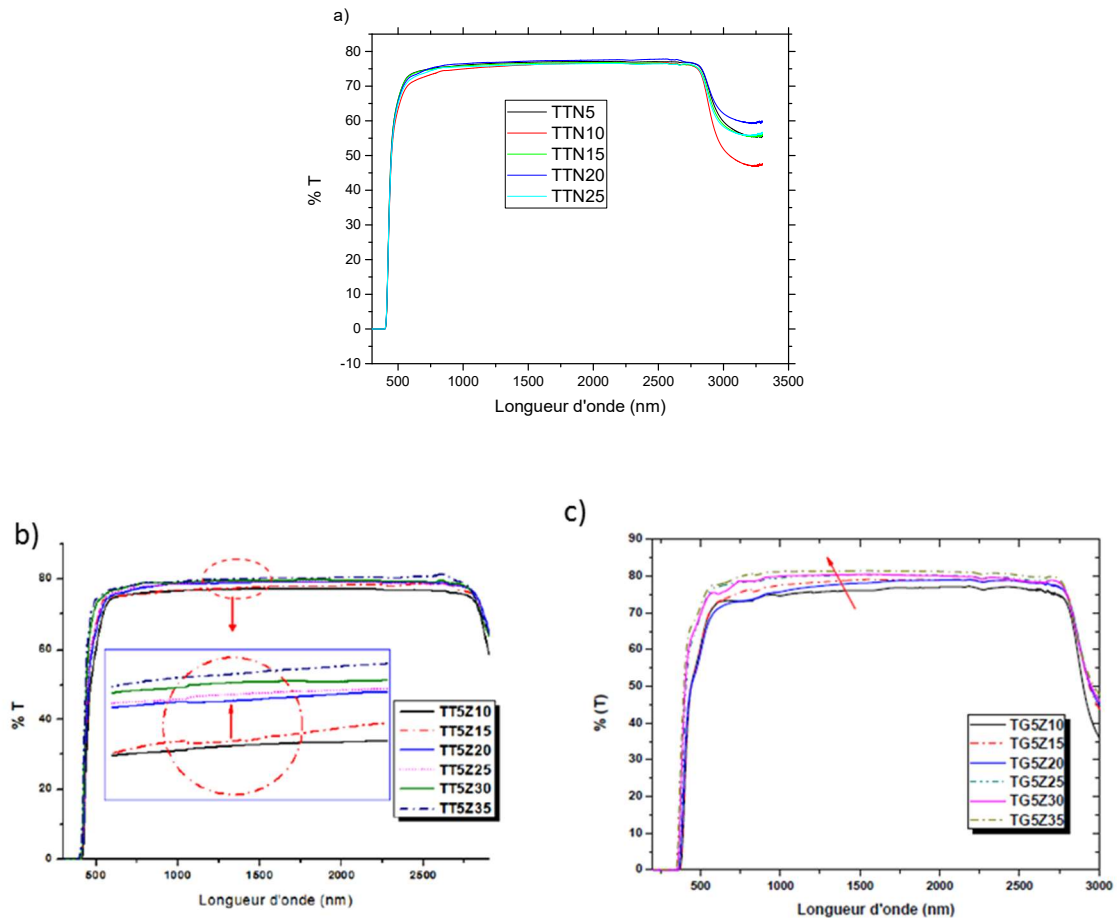 a)
80
70
60
50
40
30
20
10
0
-10
% T
TTN5
TTN10
TTN15
TTN20
TTN25
500 1000 1500 2000 2500 3000 3500
Longueur d'onde (nm)
b)
80
60
40
20
0
% T
TT5Z10
TT5Z15
TT5Z20
TT5Z25
TT5Z30
TT5Z35
500 1000 1500 2000 2500
Longueur d'onde (nm)
c)
90
80
70
60
50
40
30
20
10
0
% (T)
TG5Z10
TG5Z15
TG5Z20
TG5Z25
TG5Z30
TG5Z35
500 1000 1500 2000 2500 3000
Longueur d'onde (nm)